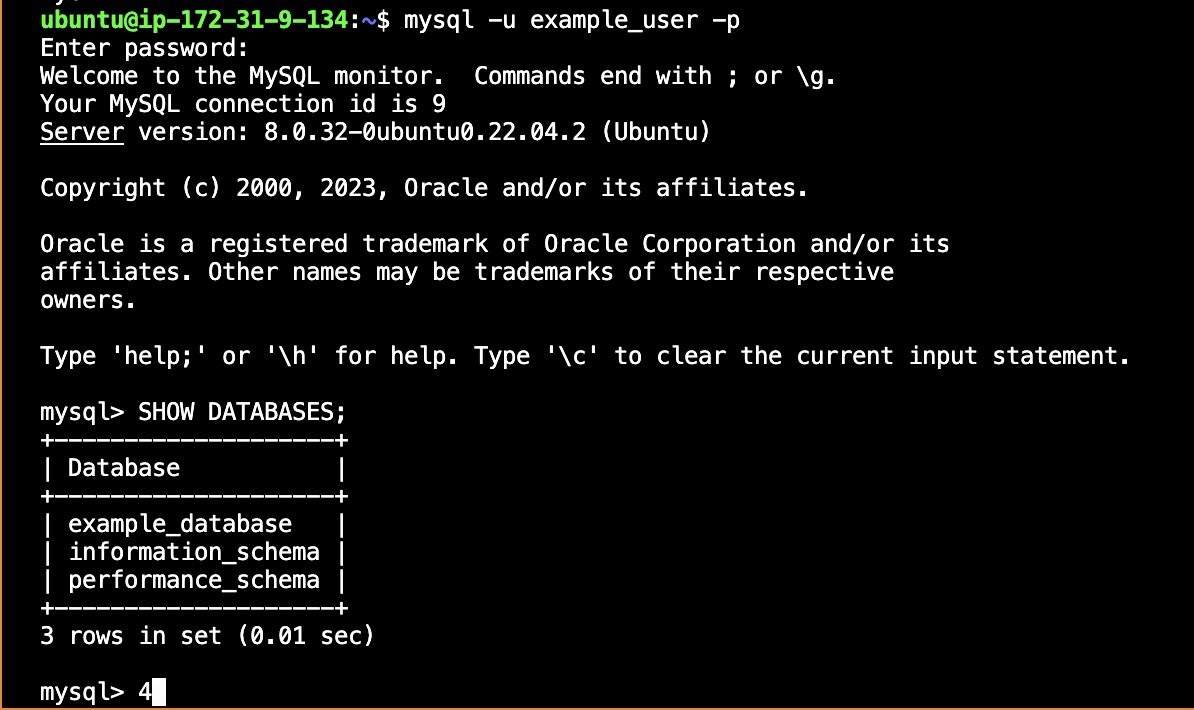 ubuntu@ip-172-31-9-134:~$ mysql -u example_user -p
Enter password:
Welcome to the MySQL monitor.  Commands end with ; or \g.
Your MySQL connection id is 9
Server version: 8.0.32-0ubuntu0.22.04.2 (Ubuntu)

Copyright (c) 2000, 2023, Oracle and/or its affiliates.

Oracle is a registered trademark of Oracle Corporation and/or its
affiliates. Other names may be trademarks of their respective
owners.

Type 'help;' or '\h' for help. Type '\c' to clear the current input statement.

mysql> SHOW DATABASES;
+--------------------+
| Database           |
+--------------------+
| example_database   |
| information_schema |
| performance_schema |
+--------------------+
3 rows in set (0.01 sec)

mysql> 4